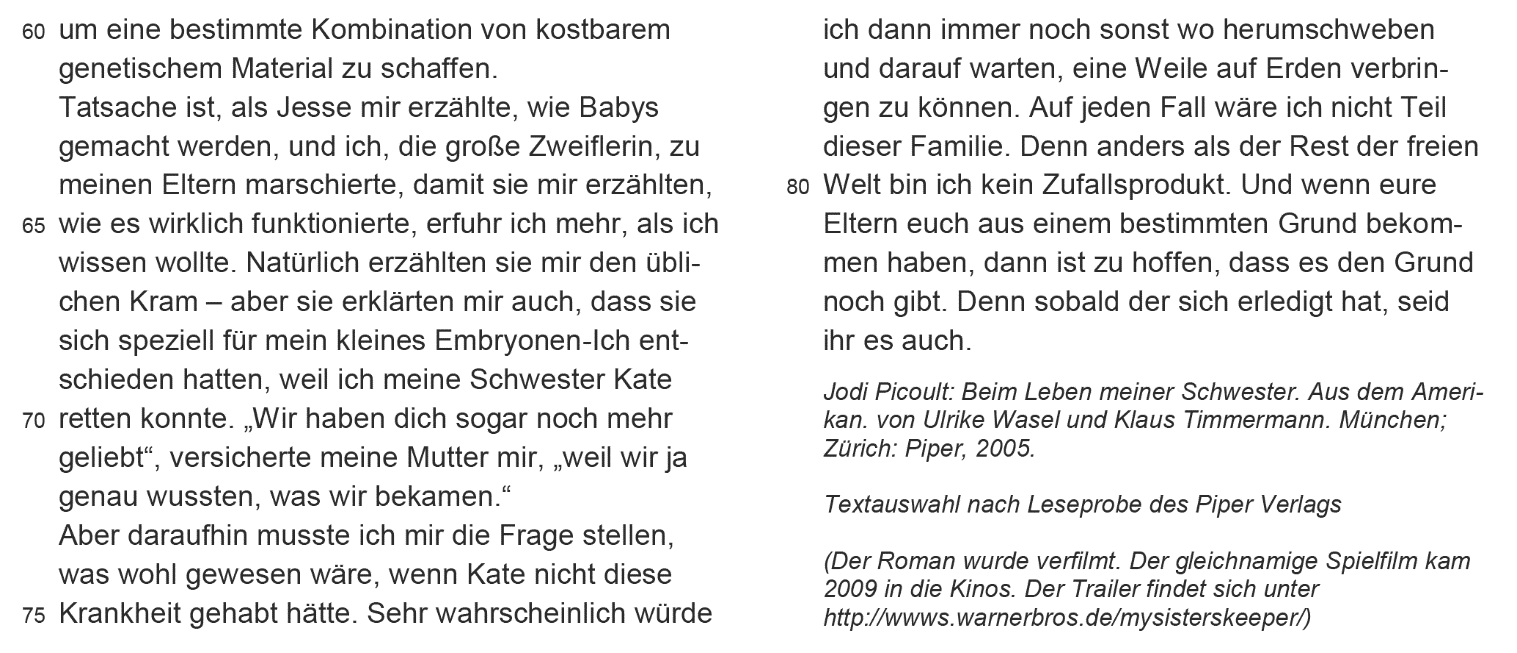 60 um eine bestimmte Kombination von kostbarem
genetischem Material zu schaffen.
Tatsache ist, als Jesse mir erzählte, wie Babys
gemacht werden, und ich, die große Zweiflerin, zu
meinen Eltern marschierte, damit sie mir erzählten,
65 wie es wirklich funktionierte, erfuhr ich mehr, als ich
wissen wollte. Natürlich erzählten sie mir den übli-
chen Kram – aber sie erklärten mir auch, dass sie
sich speziell für mein kleines Embryonen-Ich ent-
schieden hatten, weil ich meine Schwester Kate
70 retten konnte. „Wir haben dich sogar noch mehr
geliebt“, versicherte meine Mutter mir, „weil wir ja
genau wussten, was wir bekamen.“
Aber daraufhin musste ich mir die Frage stellen,
was wohl gewesen wäre, wenn Kate nicht diese
75 Krankheit gehabt hätte. Sehr wahrscheinlich würde
ich dann immer noch sonst wo herumschweben
und darauf warten, eine Weile auf Erden verbrin-
gen zu können. Auf jeden Fall wäre ich nicht Teil
dieser Familie. Denn anders als der Rest der freien
80 Welt bin ich kein Zufallsprodukt. Und wenn eure
Eltern euch aus einem bestimmten Grund bekom-
men haben, dann ist zu hoffen, dass es den Grund
noch gibt. Denn sobald der sich erledigt hat, seid
ihr es auch.
Jodi Picoult: Beim Leben meiner Schwester. Aus dem Ameri-
kan. von Ulrike Wasel und Klaus Timmermann. München;
Zürich: Piper, 2005.
Textauswahl nach Leseprobe des Piper Verlags
(Der Roman wurde verfilmt. Der gleichnamige Spielfilm kam
2009 in die Kinos. Der Trailer findet sich unter
http://wwws.warnerbros.de/mysisterskeeper/)